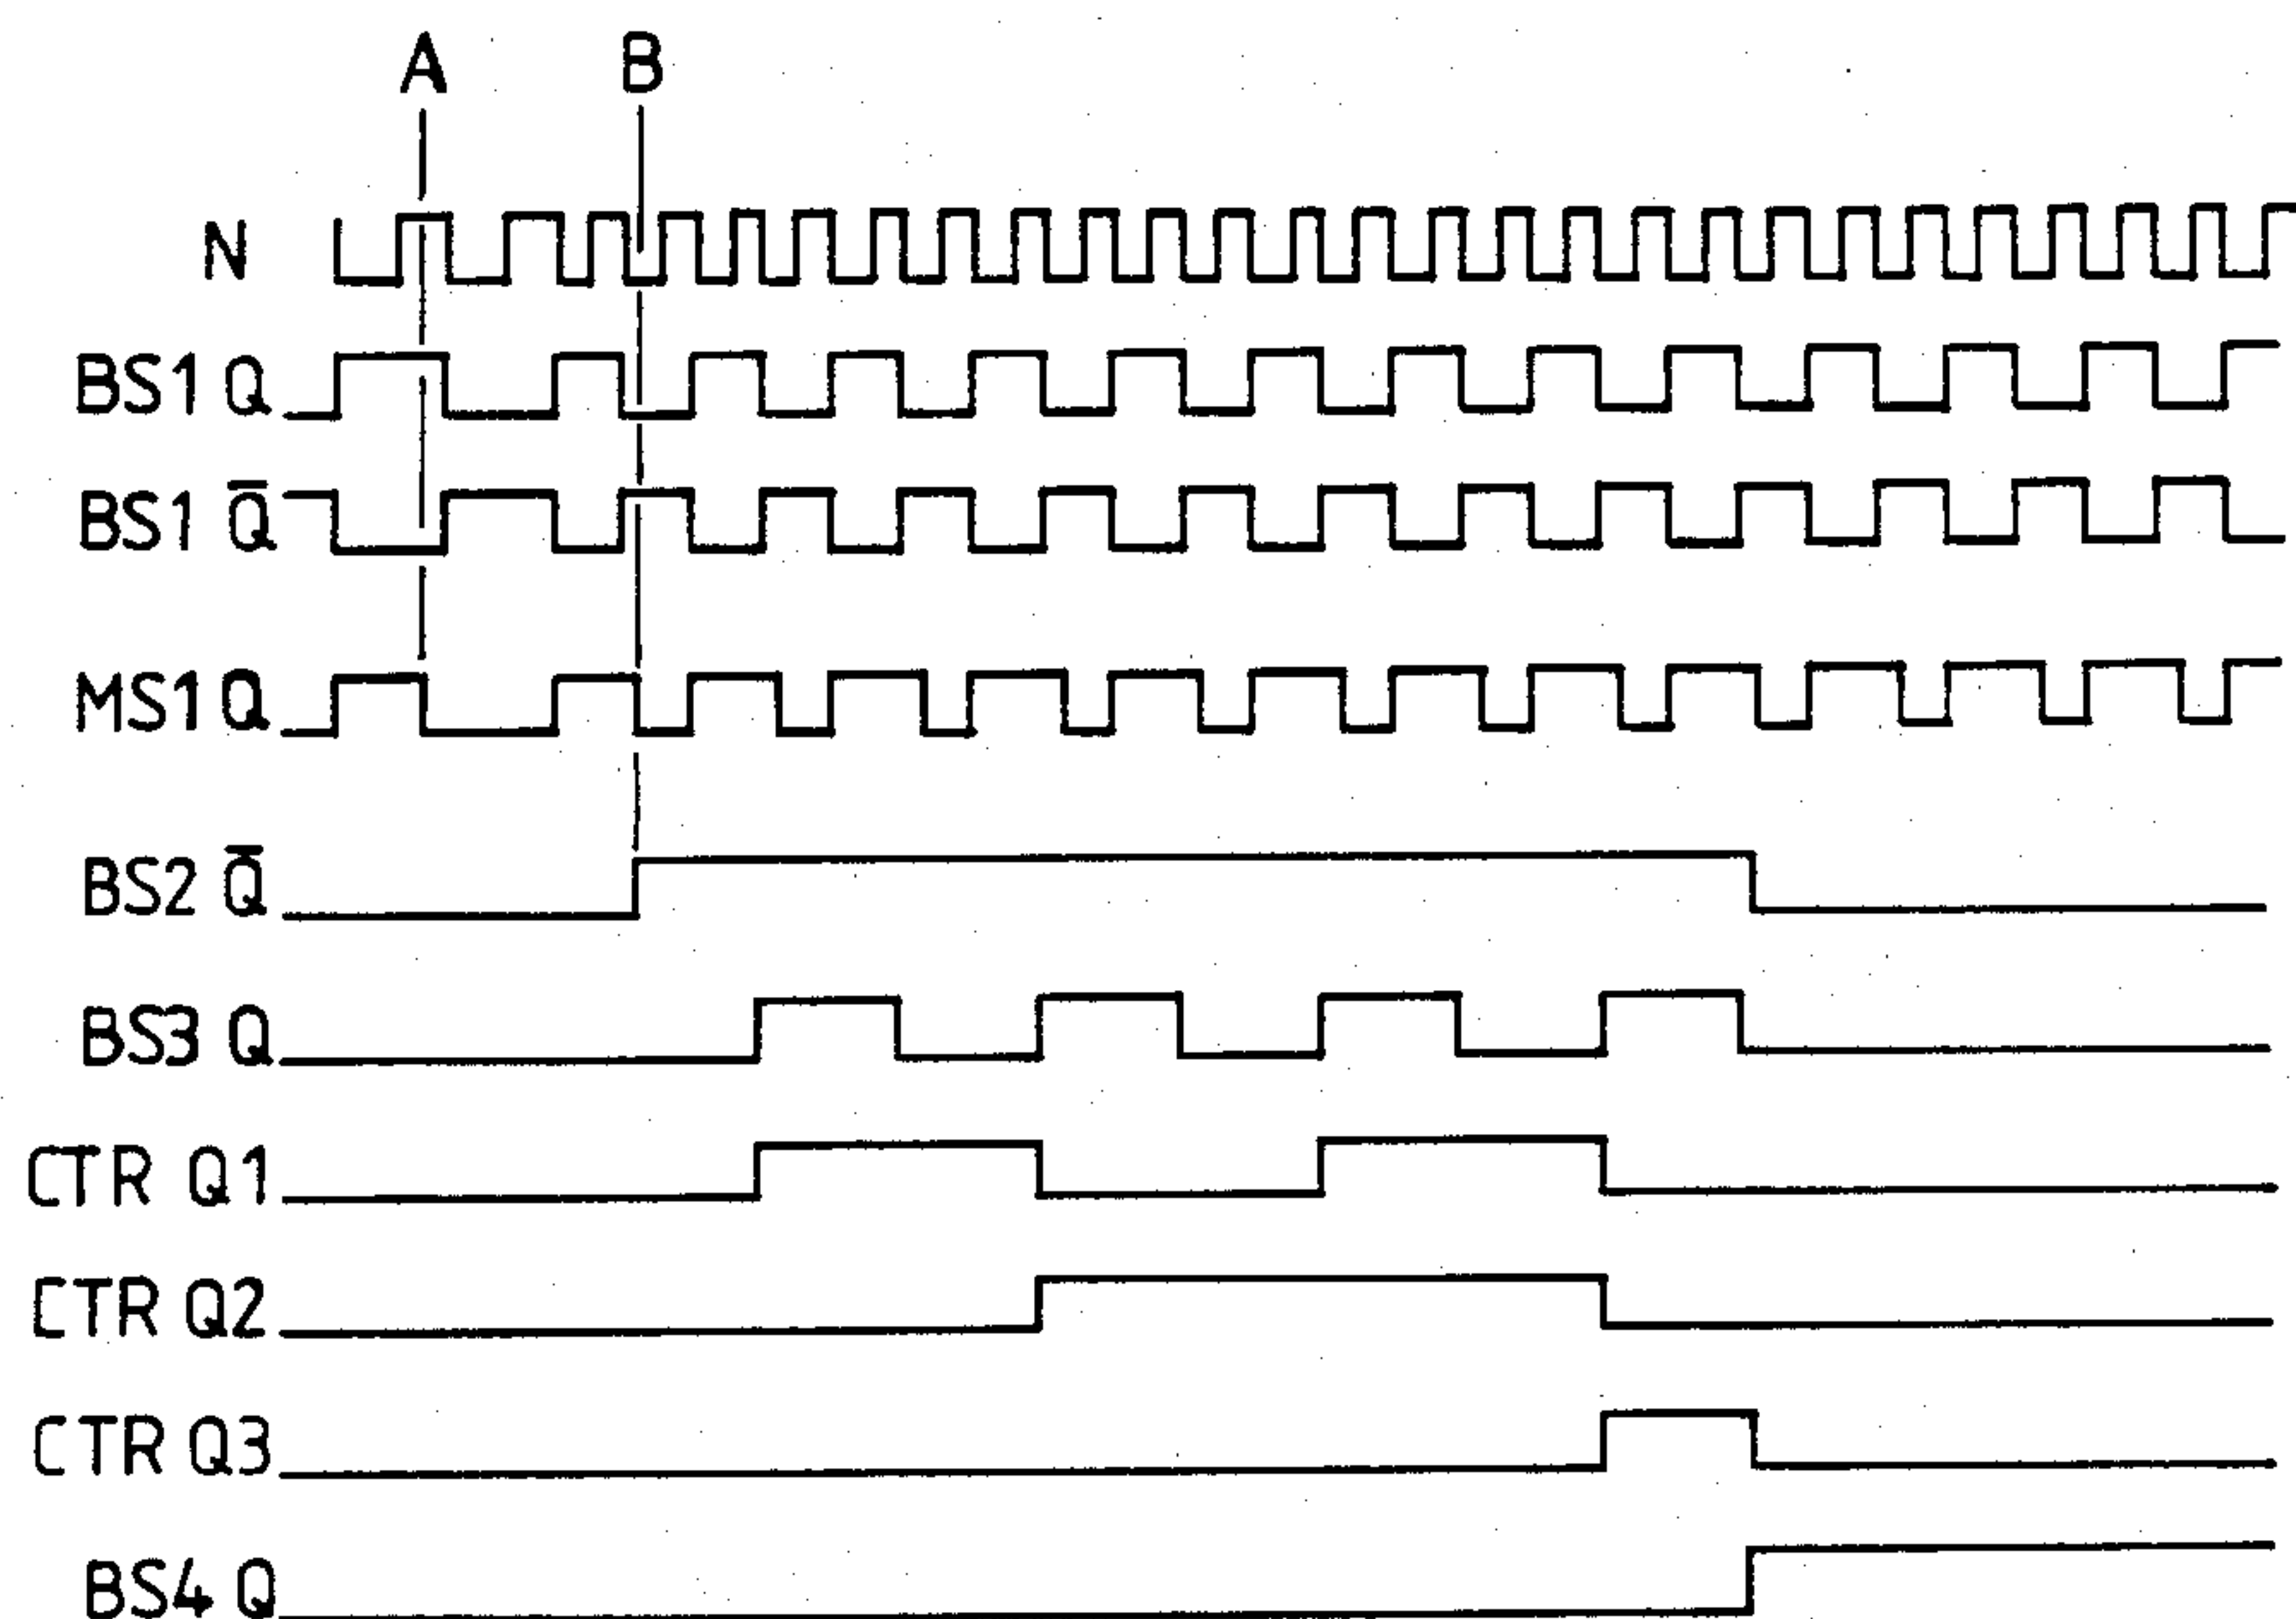 A B
N
BS1 Q
BS1 Q̅
MS1 Q
BS2 Q̅
BS3 Q
CTR Q1
CTR Q2
CTR Q3
BS4 Q